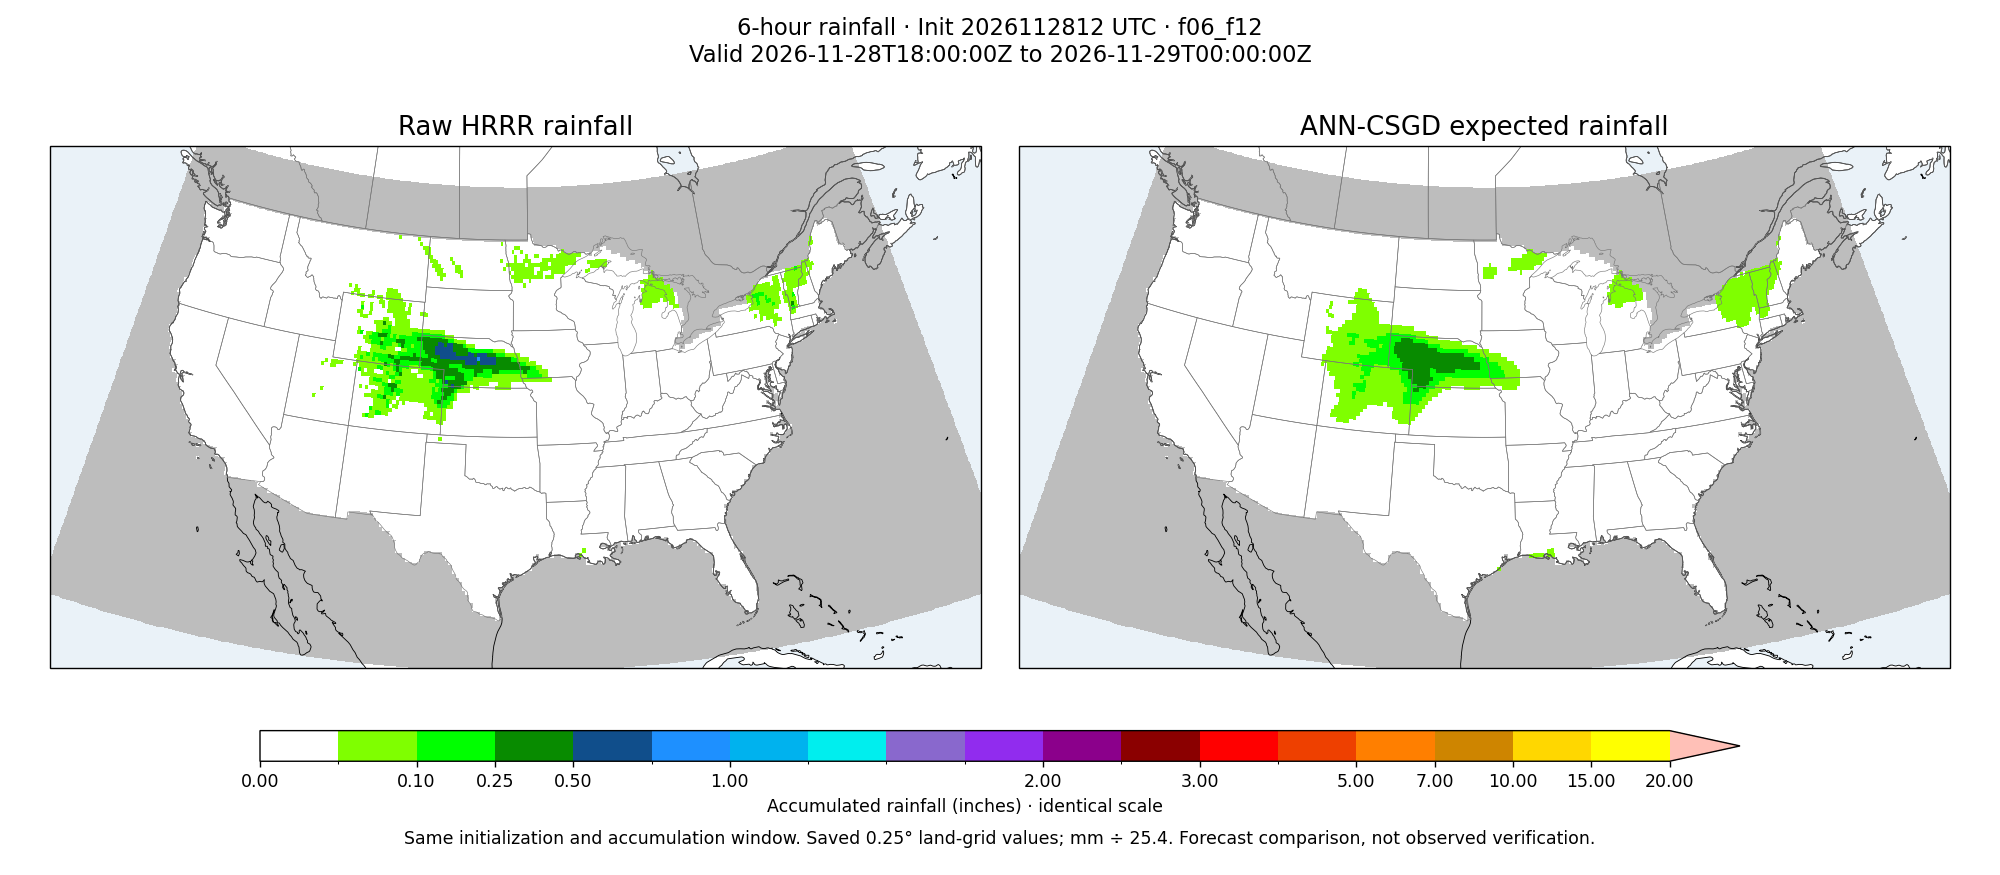 6-hour rainfall · Init 2026112812 UTC · f06_f12
Valid 2026-11-28T18:00:00Z to 2026-11-29T00:00:00Z
Raw HRRR rainfall
ANN-CSGD expected rainfall
0.00 0.10 0.25 0.50 1.00 2.00 3.00 5.00 7.00 10.00 15.00 20.00
Accumulated rainfall (inches) · identical scale
Same initialization and accumulation window. Saved 0.25° land-grid values; mm ÷ 25.4. Forecast comparison, not observed verification.